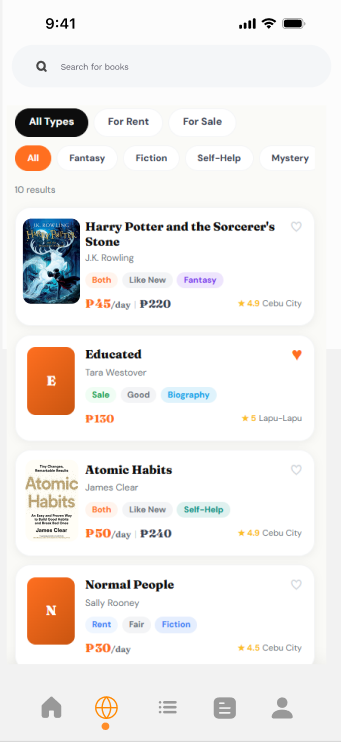 9:41
Search for books
All Types For Rent For Sale
All Fantasy Fiction Self-Help Mystery
10 results
J.K. ROWLING
Harry Potter
Harry Potter and the Sorcerer's
Stone
J.K. Rowling
Both Like New Fantasy
₱45/day | ₱220 ★ 4.9 Cebu City
E
Educated
Tara Westover
Sale Good Biography
₱150 ★ 5 Lapu-Lapu
Tiny Changes,
Remarkable Results
Atomic
Habits
An Easy and Proven Way
to Build Good Habits
and Break Bad Ones
James Clear
Atomic Habits
James Clear
Both Like New Self-Help
₱50/day | ₱240 ★ 4.9 Cebu City
N
Normal People
Sally Rooney
Rent Fair Fiction
₱30/day ★ 4.5 Cebu City